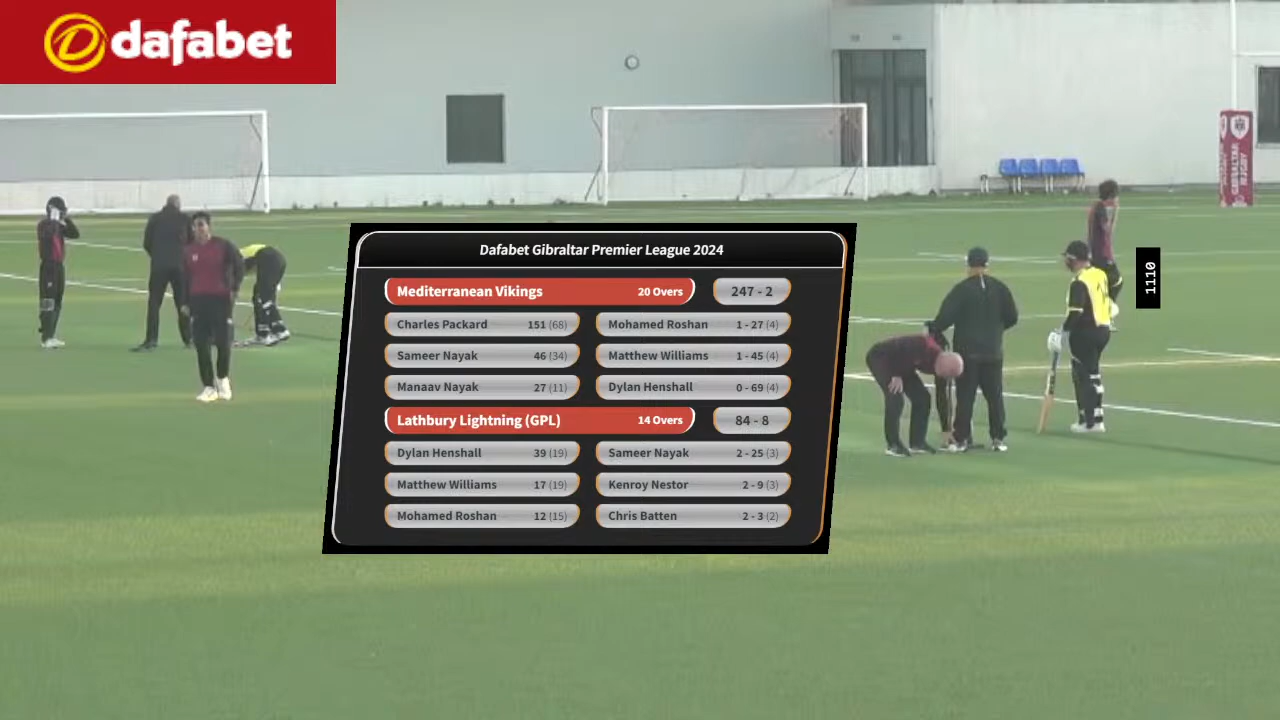 dafabet
Dafabet Gibraltar Premier League 2024
Mediterranean Vikings 20 Overs 247 - 2
Charles Packard 151 (68) Mohamed Roshan 1 - 27 (4)
Sameer Nayak 46 (34) Matthew Williams 1 - 45 (4)
Manaav Nayak 27 (11) Dylan Henshall 0 - 69 (4)
Lathbury Lightning (GPL) 14 Overs 84 - 8
Dylan Henshall 39 (19) Sameer Nayak 2 - 25 (3)
Matthew Williams 17 (19) Kenroy Nestor 2 - 9 (3)
Mohamed Roshan 12 (15) Chris Batten 2 - 3 (2)
1110
GIBRALTAR
RUGBY